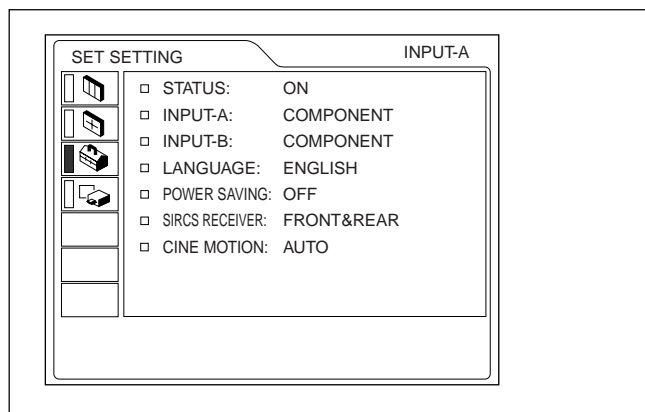 SET SETTING INPUT-A
STATUS: ON
INPUT-A: COMPONENT
INPUT-B: COMPONENT
LANGUAGE: ENGLISH
POWER SAVING: OFF
SIRCS RECEIVER: FRONT&REAR
CINE MOTION: AUTO